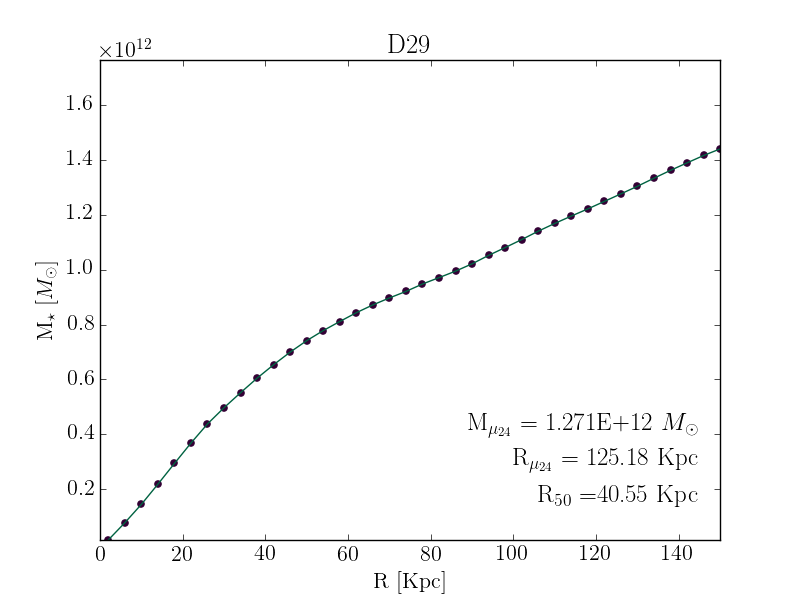 ×10¹²
D29
1.6
1.4
1.2
1.0
0.8
0.6
0.4
0.2
M⋆ [M⊙]
M_μ₂₄ = 1.271E+12 M⊙
R_μ₂₄ = 125.18 Kpc
R₅₀ =40.55 Kpc
0 20 40 60 80 100 120 140
R [Kpc]